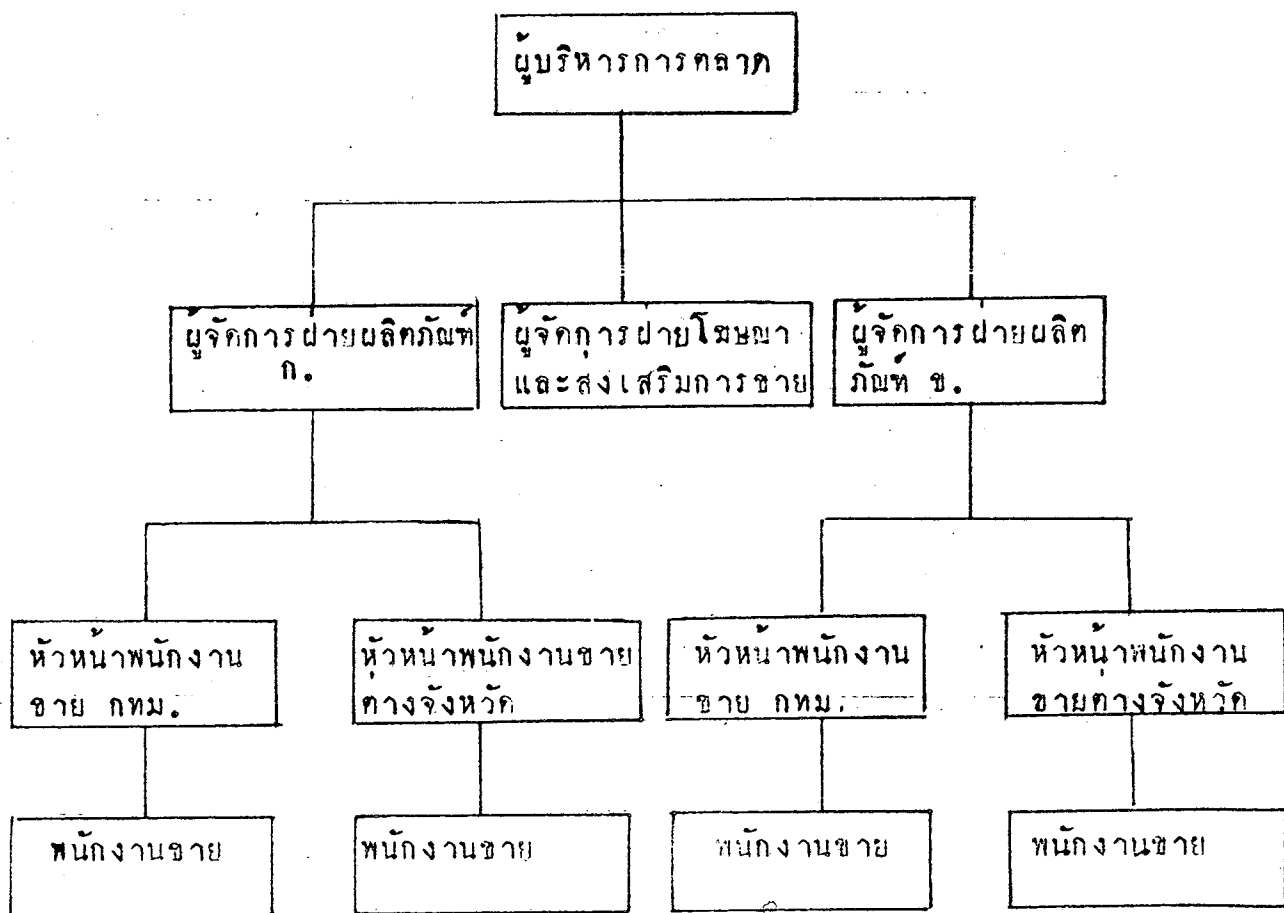 ผู้บริหารการตลาด
ผู้จัดการฝ่ายผลิตภัณฑ์
ก.
ผู้จัดการฝ่ายโฆษณา
และส่งเสริมการขาย
ผู้จัดการฝ่ายผลิต
ภัณฑ์ ข.
หัวหน้าพนักงาน
ขาย กทม.
หัวหน้าพนักงานขาย
ต่างจังหวัด
หัวหน้าพนักงาน
ขาย กทม.
หัวหน้าพนักงาน
ขายต่างจังหวัด
พนักงานขาย
พนักงานขาย
พนักงานขาย
พนักงานขาย